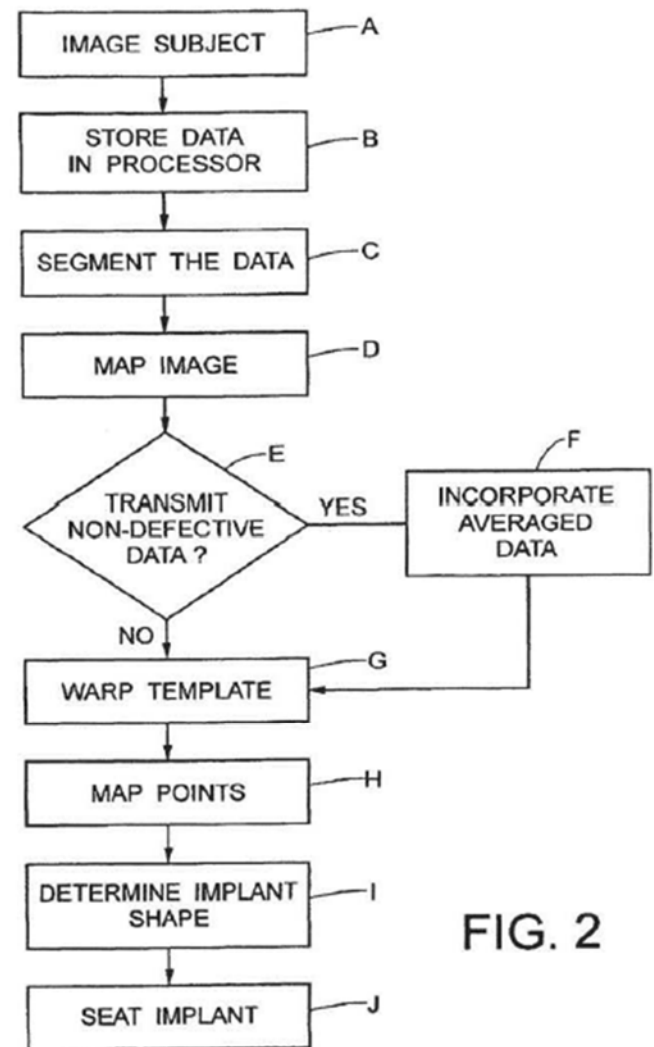 IMAGE SUBJECT
A
STORE DATA
IN PROCESSOR
B
SEGMENT THE DATA
C
MAP IMAGE
D
TRANSMIT
NON-DEFECTIVE
DATA ?
E
YES
INCORPORATE
AVERAGED
DATA
F
NO
WARP TEMPLATE
G
MAP POINTS
H
DETERMINE IMPLANT
SHAPE
I
SEAT IMPLANT
J
FIG. 2